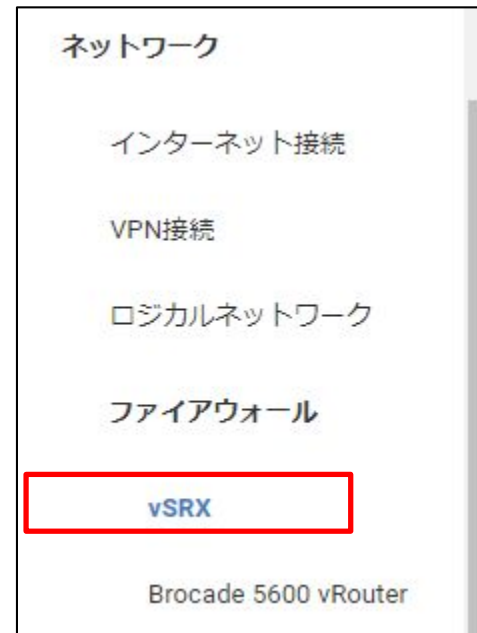 ネットワーク
インターネット接続
VPN接続
ロジカルネットワーク
ファイアウォール
vSRX
Brocade 5600 vRouter